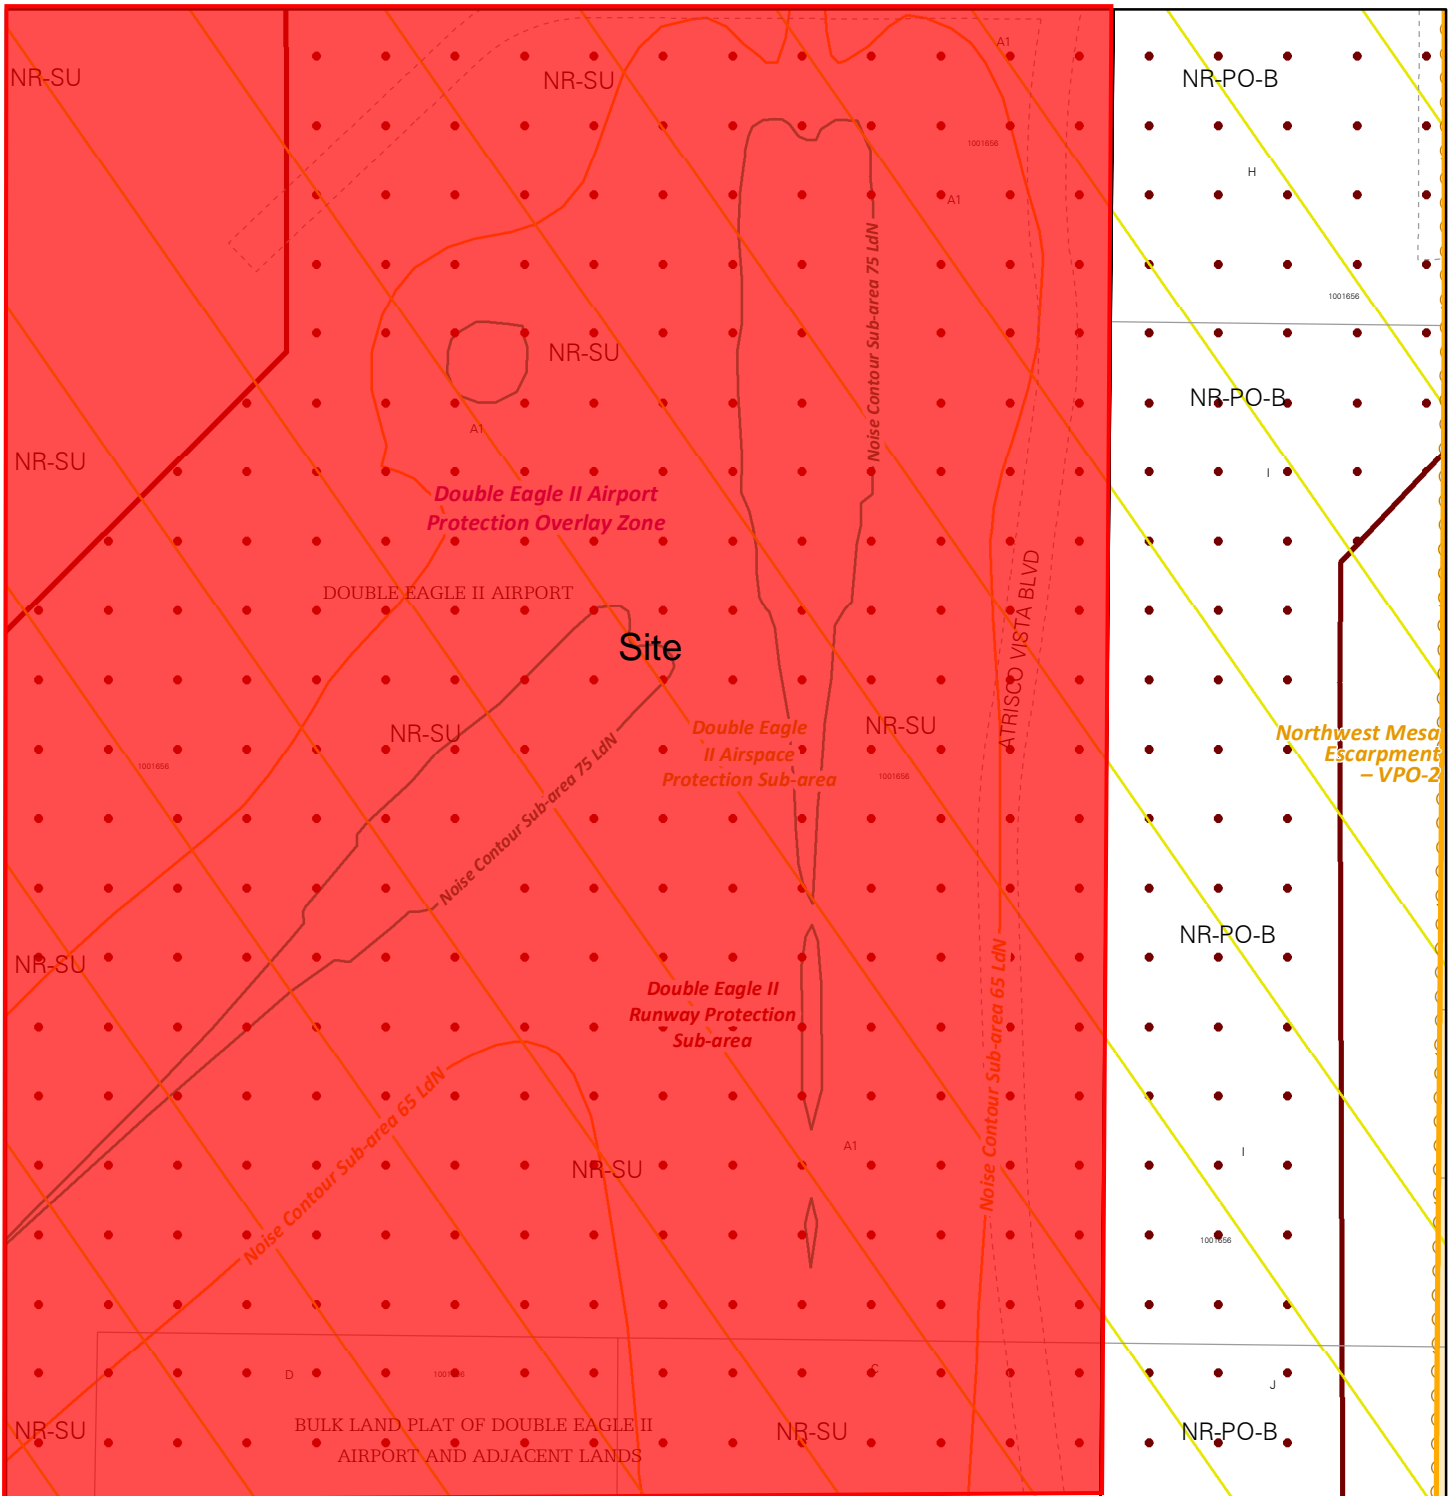 NR-SU
NR-SU
A1
NR-PO-B
1001656
H
A1
Noise Contour Sub-area 75 LdN
1001656
NR-SU
NR-PO-B
A1
NR-SU
I
Double Eagle II Airport
Protection Overlay Zone
DOUBLE EAGLE II AIRPORT
ATRISCO VISTA BLVD
Site
NR-SU
Double Eagle
II Airspace
Protection Sub-area
NR-SU
Northwest Mesa
Escarpment
– VPO-2
1001656
1001656
Noise Contour Sub-area 75 LdN
NR-SU
NR-PO-B
Double Eagle II
Runway Protection
Sub-area
Noise Contour Sub-area 65 LdN
Noise Contour Sub-area 65 LdN
A1
I
NR-SU
1001656
D
1001656
C
J
NR-SU
BULK LAND PLAT OF DOUBLE EAGLE II
AIRPORT AND ADJACENT LANDS
NR-SU
NR-PO-B